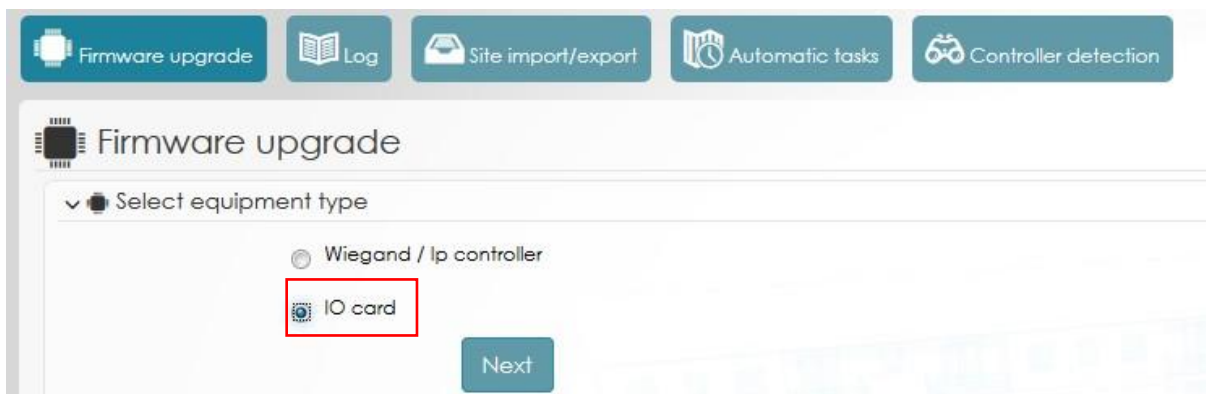 Firmware upgrade Log Site import/export Automatic tasks Controller detection
Firmware upgrade
Select equipment type
Wiegand / Ip controller
IO card
Next